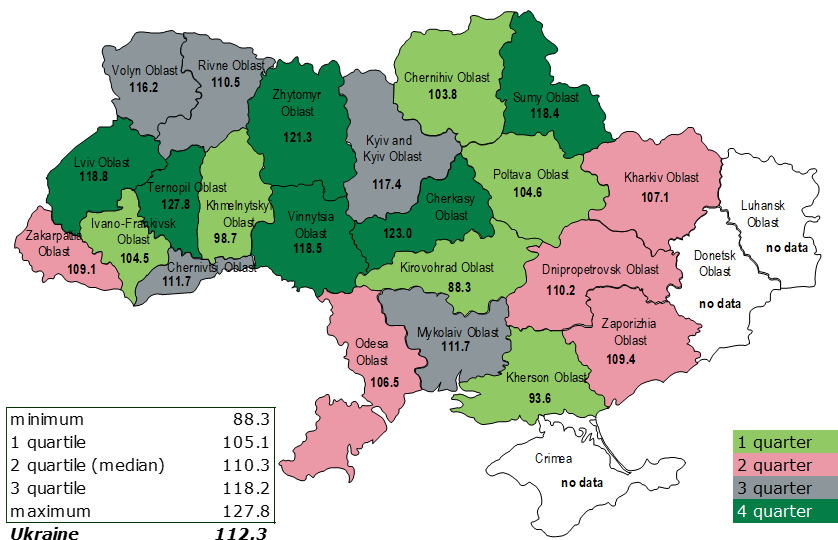 Volyn Oblast
116.2
Rivne Oblast
110.5
Zhytomyr
Oblast
121.3
Kyiv and
Kyiv Oblast
117.4
Chernihiv Oblast
103.8
Sumy Oblast
118.4
Lviv Oblast
118.8
Ternopil Oblast
127.8
Khmelnytskyi
Oblast
98.7
Vinnytsia
Oblast
118.5
Cherkasy
Oblast
123.0
Poltava Oblast
104.6
Kharkiv Oblast
107.1
Luhansk
Oblast
no data
Zakarpattia
Oblast
109.1
Ivano-Frankivsk
Oblast
104.5
Chernivtsi Oblast
111.7
Kirovohrad Oblast
88.3
Dnipropetrovsk Oblast
110.2
Donetsk
Oblast
no data
Odesa
Oblast
106.5
Mykolaiv Oblast
111.7
Zaporizhia
Oblast
109.4
Kherson Oblast
93.6
Crimea
no data
minimum 88.3
1 quartile 105.1
2 quartile (median) 110.3
3 quartile 118.2
maximum 127.8
Ukraine 112.3
1 quarter
2 quarter
3 quarter
4 quarter